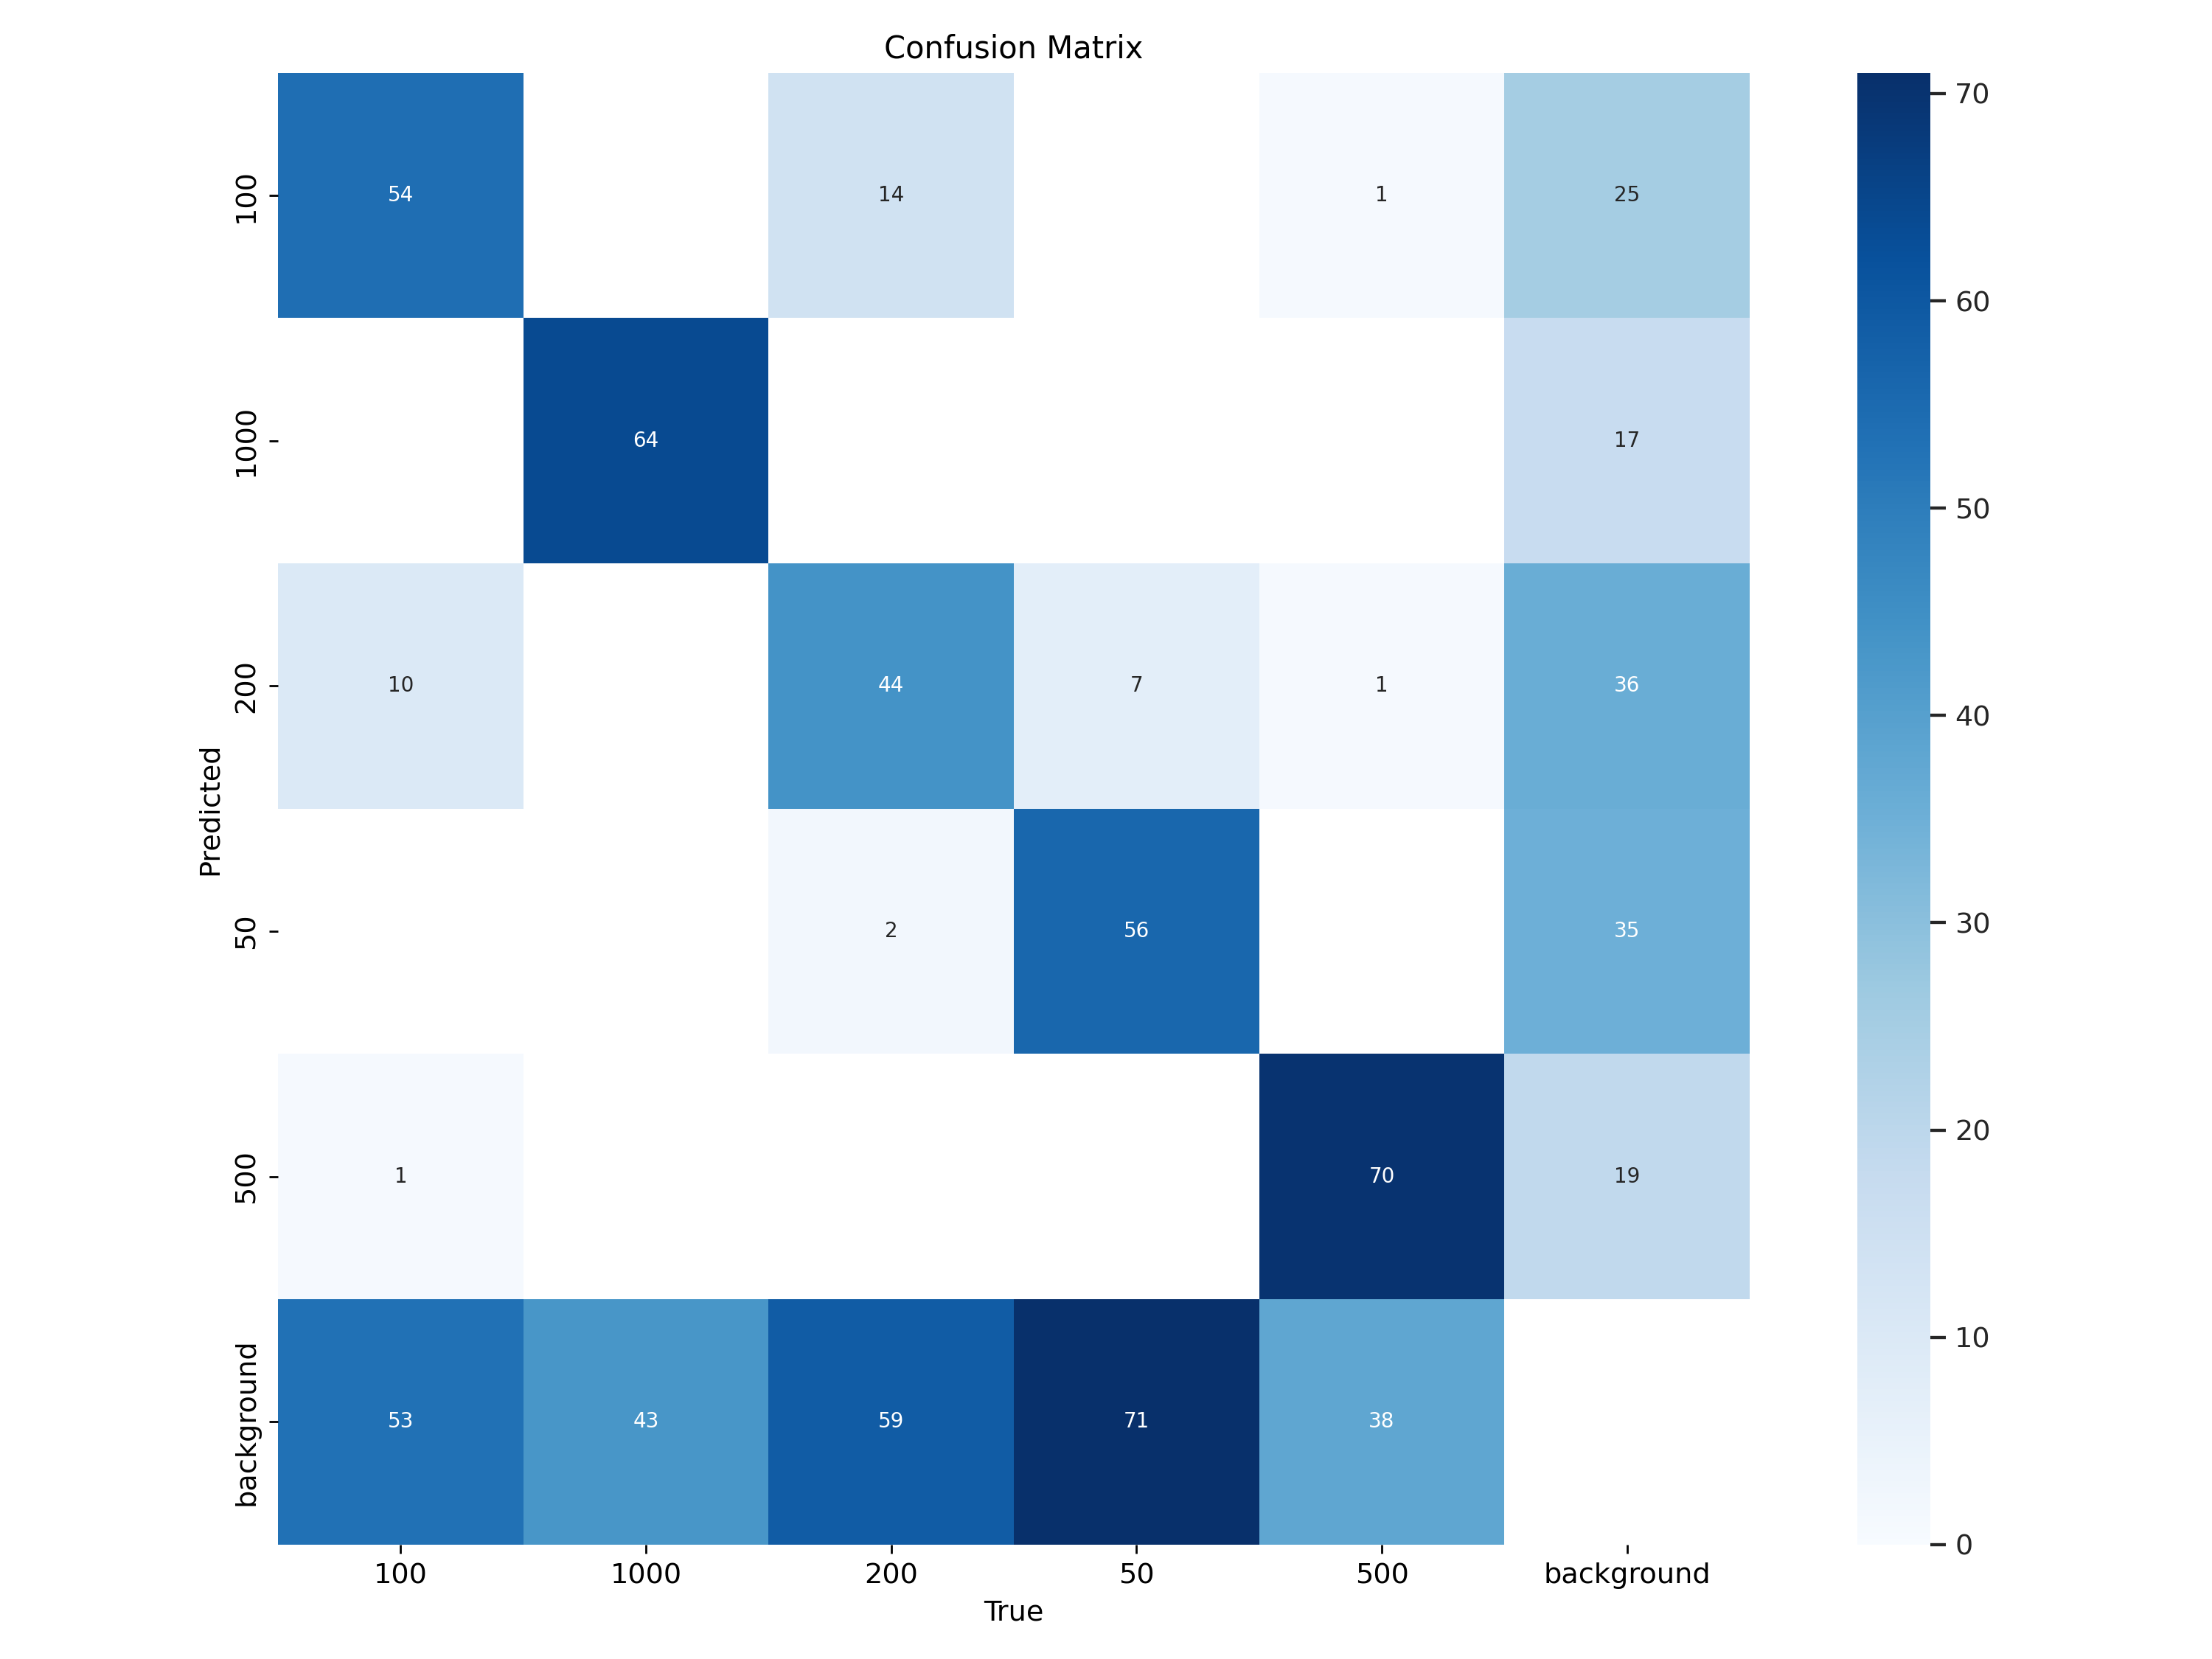 Confusion Matrix
100 54 14 1 25
1000 64 17
200 10 44 7 1 36
50 2 56 35
500 1 70 19
background 53 43 59 71 38
100 1000 200 50 500 background
True
Predicted
70
60
50
40
30
20
10
0